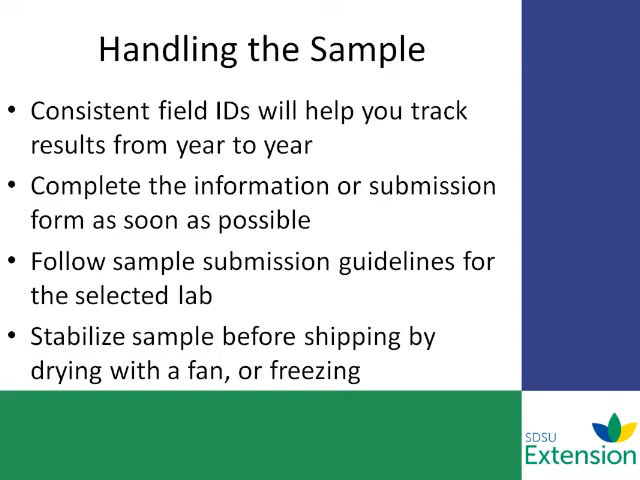 Handling the Sample
• Consistent field IDs will help you track
results from year to year
• Complete the information or submission
form as soon as possible
• Follow sample submission guidelines for
the selected lab
• Stabilize sample before shipping by
drying with a fan, or freezing
SDSU
Extension